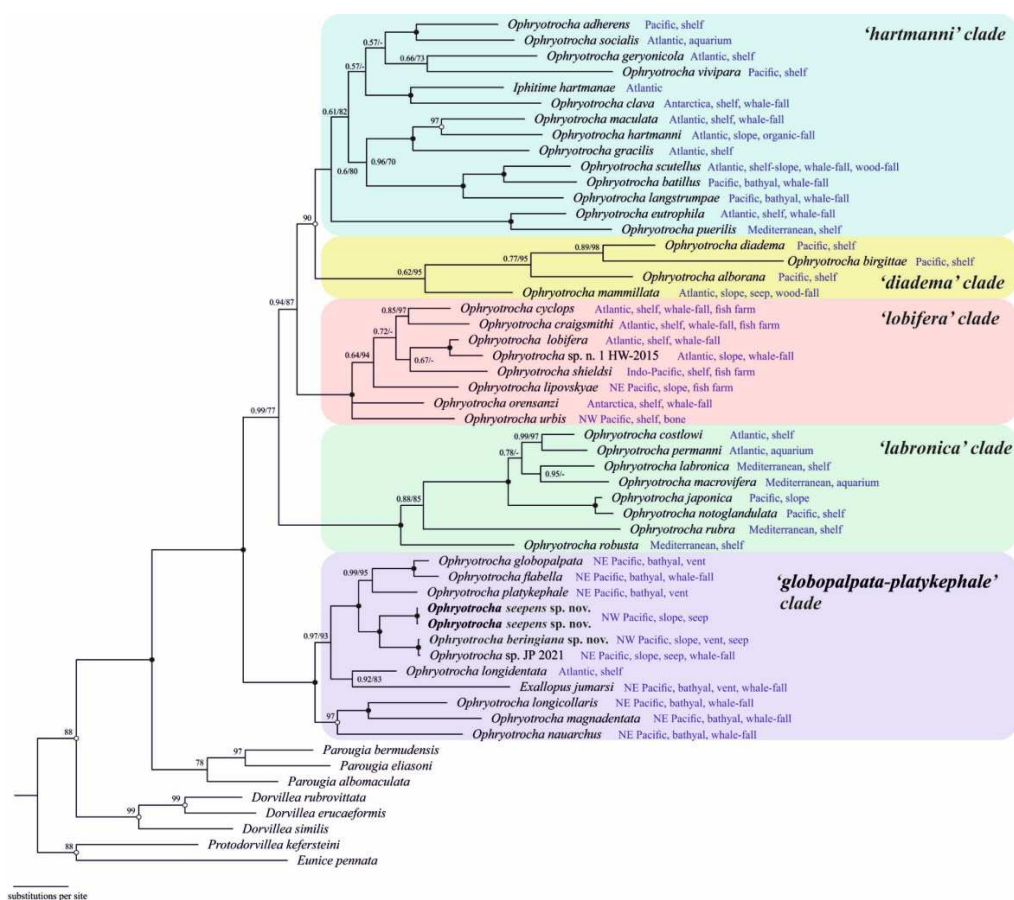 Ophryotrocha adherens Pacific, shelf
'hartmanni' clade
0.57/-
Ophryotrocha socialis Atlantic, aquarium
0.66/73
Ophryotrocha geryonicola Atlantic, shelf
0.57/-
Ophryotrocha vivipara Pacific, shelf
Iphitime hartmanae Atlantic
Ophryotrocha clava Antarctica, shelf, whale-fall
0.61/82
97
Ophryotrocha maculata Atlantic, shelf, whale-fall
Ophryotrocha hartmanni Atlantic, slope, organic-fall
Ophryotrocha gracilis Atlantic, shelf
0.96/70
0.6/80
Ophryotrocha scutellus Atlantic, shelf-slope, whale-fall, wood-fall
Ophryotrocha batillus Pacific, bathyal, whale-fall
Ophryotrocha langstrumpae Pacific, bathyal, whale-fall
Ophryotrocha eutrophila Atlantic, shelf, whale-fall
90
Ophryotrocha puerilis Mediterranean, shelf
0.89/98
Ophryotrocha diadema Pacific, shelf
0.77/95
Ophryotrocha birgittae Pacific, shelf
0.62/95
Ophryotrocha alborana Pacific, shelf
'diadema' clade
Ophryotrocha mammillata Atlantic, slope, seep, wood-fall
0.94/87
0.85/97
Ophryotrocha cyclops Atlantic, shelf, whale-fall, fish farm
'lobifera' clade
Ophryotrocha craigsmithi Atlantic, shelf, whale-fall, fish farm
0.72/-
Ophryotrocha lobifera Atlantic, shelf, whale-fall
0.64/94
0.67/-
Ophryotrocha sp. n. 1 HW-2015 Atlantic, slope, whale-fall
Ophryotrocha shieldsi Indo-Pacific, shelf, fish farm
Ophryotrocha lipovskyae NE Pacific, slope, fish farm
Ophryotrocha orensanzi Antarctica, shelf, whale-fall
Ophryotrocha urbis NW Pacific, shelf, bone
0.99/77
0.99/97
Ophryotrocha costlowi Atlantic, shelf
'labronica' clade
0.78/-
Ophryotrocha permanni Atlantic, aquarium
Ophryotrocha labronica Mediterranean, shelf
0.95/-
Ophryotrocha macrovifera Mediterranean, aquarium
0.88/85
Ophryotrocha japonica Pacific, slope
Ophryotrocha notoglandulata Pacific, shelf
Ophryotrocha rubra Mediterranean, shelf
Ophryotrocha robusta Mediterranean, shelf
Ophryotrocha globopalpata NE Pacific, bathyal, vent
0.99/95
Ophryotrocha flabella NE Pacific, bathyal, whale-fall
'globopalpata-platykephale'
clade
Ophryotrocha platykephale NE Pacific, bathyal, vent
Ophryotrocha seepens sp. nov.
NW Pacific, slope, seep
Ophryotrocha seepens sp. nov.
0.97/93
Ophryotrocha beringiana sp. nov. NW Pacific, slope, vent, seep
Ophryotrocha sp. JP 2021 NE Pacific, slope, seep, whale-fall
Ophryotrocha longidentata Atlantic, shelf
0.92/83
Exallopus jumarsi NE Pacific, bathyal, vent, whale-fall
Ophryotrocha longicollaris NE Pacific, bathyal, whale-fall
97
Ophryotrocha magnadentata NE Pacific, bathyal, whale-fall
Ophryotrocha nauarchus NE Pacific, bathyal, whale-fall
88
97
Parougia bermudensis
78
Parougia eliasoni
Parougia albomaculata
99
Dorvillea rubrovittata
99
Dorvillea erucaeformis
Dorvillea similis
88
Protodorvillea kefersteini
Eunice pennata
substitutions per site